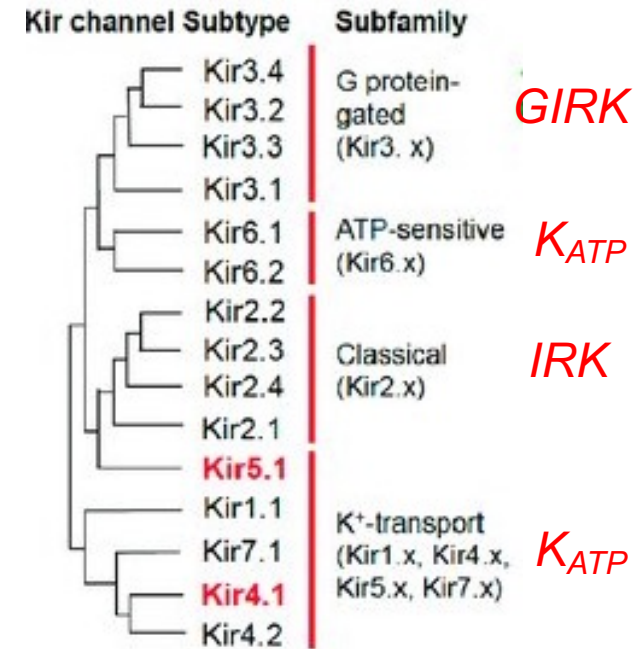 Kir channel Subtype Subfamily
Kir3.4
Kir3.2
Kir3.3
Kir3.1
G protein-
gated
(Kir3. x)
GIRK
Kir6.1
Kir6.2
ATP-sensitive
(Kir6.x)
K_ATP
Kir2.2
Kir2.3
Kir2.4
Kir2.1
Classical
(Kir2.x)
IRK
Kir5.1
Kir1.1
Kir7.1
Kir4.1
Kir4.2
K⁺-transport
(Kir1.x, Kir4.x,
Kir5.x, Kir7.x)
K_ATP